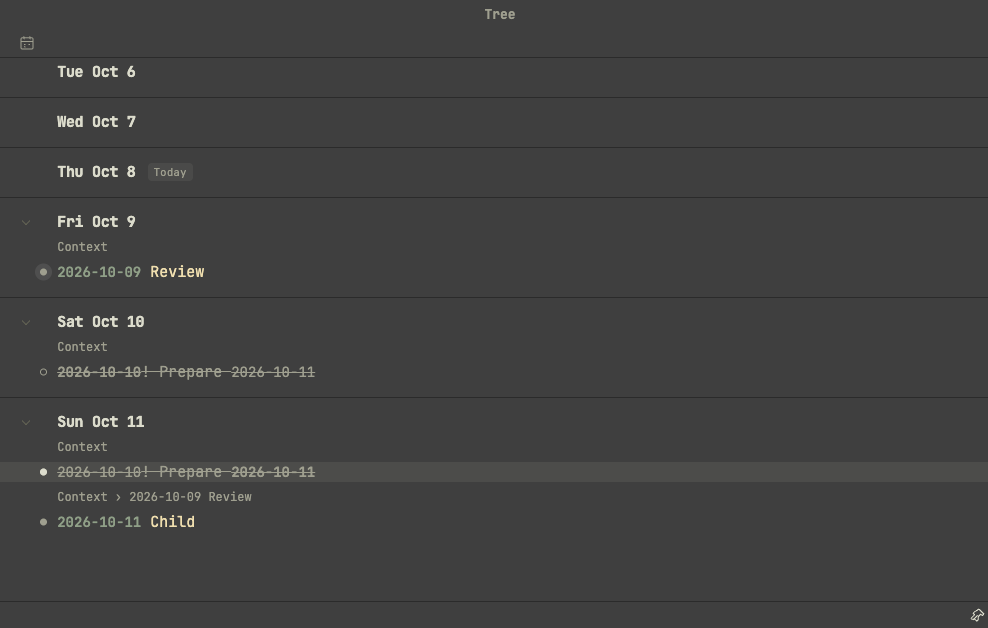 Tree
Tue Oct 6
Wed Oct 7
Thu Oct 8 Today
Fri Oct 9
Context
2026-10-09 Review
Sat Oct 10
Context
2026-10-10! Prepare 2026-10-11
Sun Oct 11
Context
2026-10-10! Prepare 2026-10-11
Context › 2026-10-09 Review
2026-10-11 Child